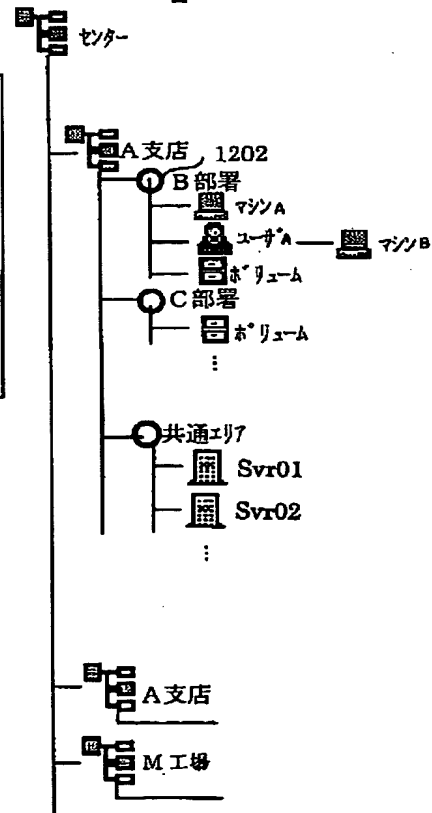 センター
A支店
1202
B部署
マシンA
ユーザA
マシンB
ボリューム
C部署
ボリューム
共通エリア
Svr01
Svr02
A支店
M工場